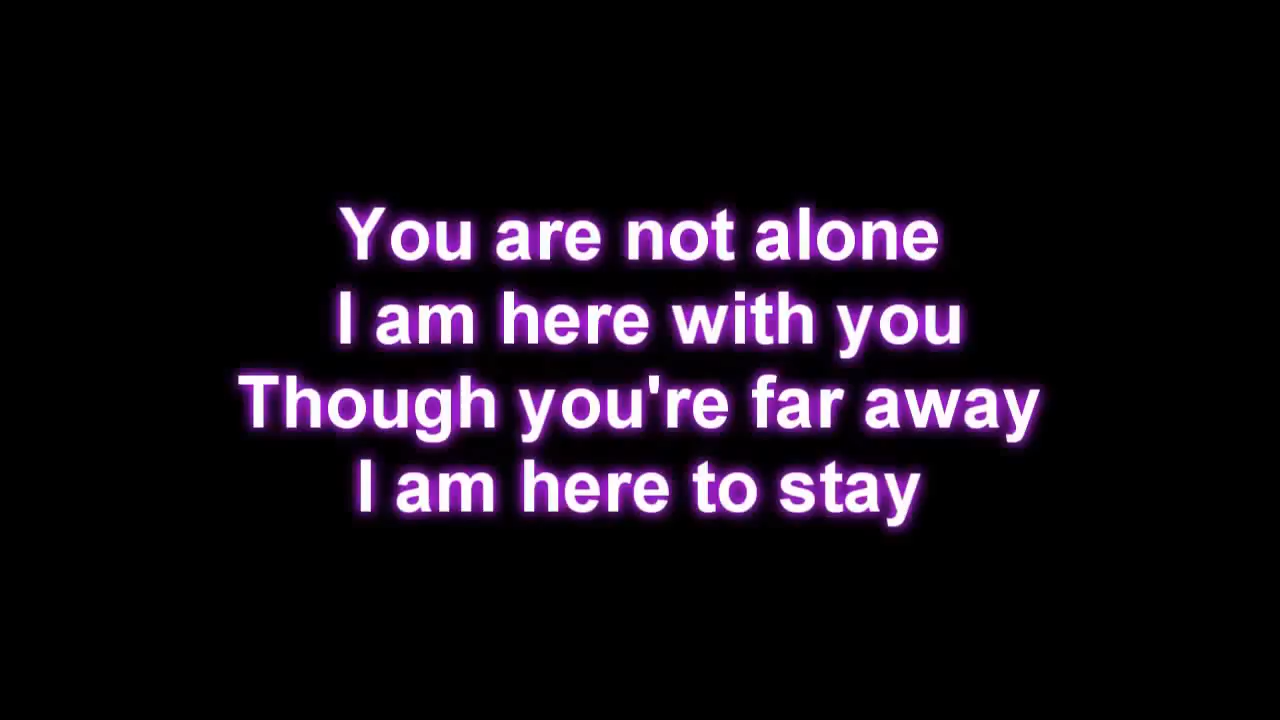 You are not alone
I am here with you
Though you're far away
I am here to stay